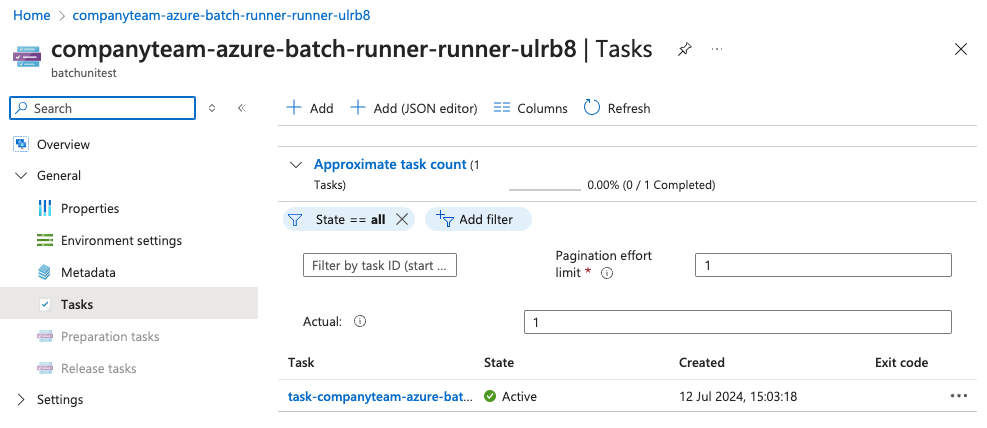 Home > companyteam-azure-batch-runner-runner-ulrb8
companyteam-azure-batch-runner-runner-ulrb8 | Tasks
batchunitest
Search
Add
Add (JSON editor)
Columns
Refresh
Overview
General
Properties
Environment settings
Metadata
Tasks
Preparation tasks
Release tasks
Settings
Approximate task count (1
Tasks)
0.00% (0 / 1 Completed)
State == all
Add filter
Filter by task ID (start ...
Pagination effort
limit *
1
Actual:
1
Task State Created Exit code
task-companyteam-azure-bat... Active 12 Jul 2024, 15:03:18